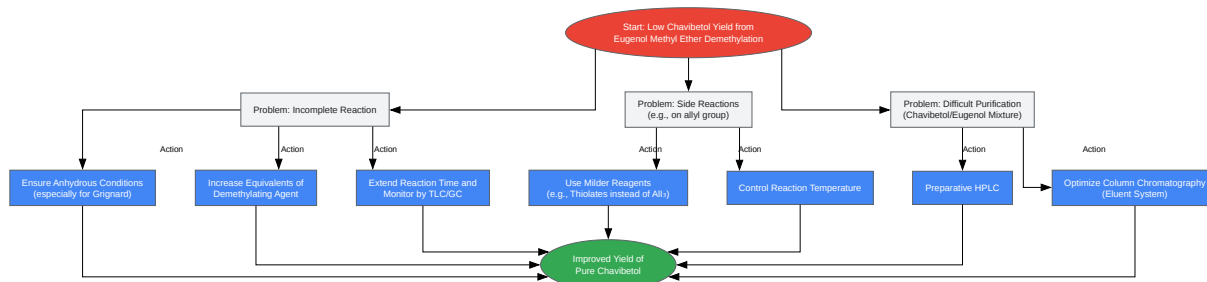 Start: Low Chavibetol Yield from
Eugenol Methyl Ether Demethylation
Problem: Incomplete Reaction
Problem: Side Reactions
(e.g., on allyl group)
Problem: Difficult Purification
(Chavibetol/Eugenol Mixture)
Action
Action
Action
Action
Action
Action
Action
Ensure Anhydrous Conditions
(especially for Grignard)
Increase Equivalents of
Demethylating Agent
Extend Reaction Time and
Monitor by TLC/GC
Use Milder Reagents
(e.g., Thiolates instead of AlI₃)
Control Reaction Temperature
Preparative HPLC
Optimize Column Chromatography
(Eluent System)
Improved Yield of
Pure Chavibetol